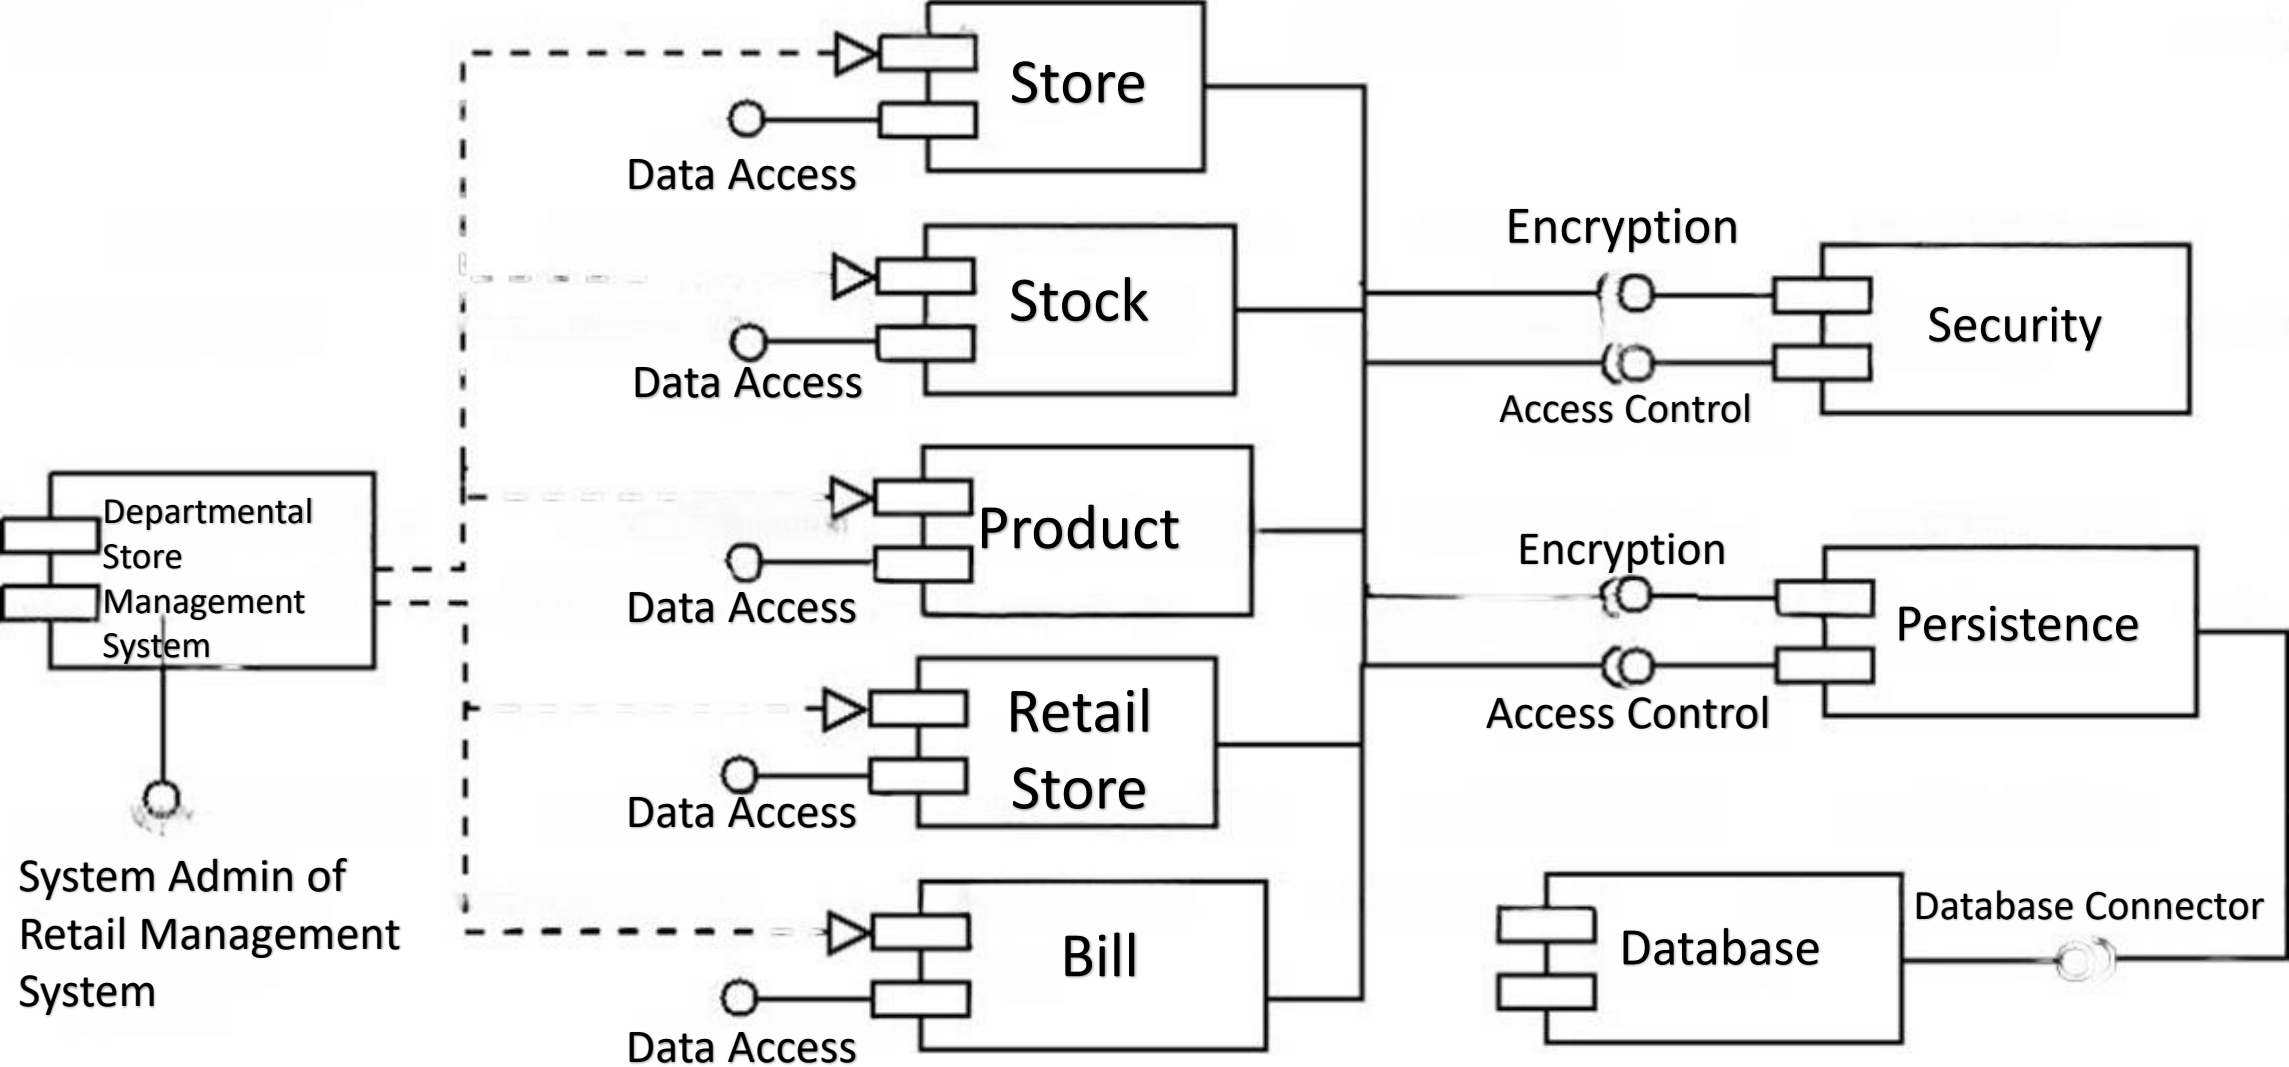 Store
Data Access
Stock
Data Access
Encryption
Security
Access Control
Product
Data Access
Departmental
Store
Management
System
Encryption
Persistence
Access Control
Retail
Store
Data Access
System Admin of
Retail Management
System
Bill
Data Access
Database Connector
Database